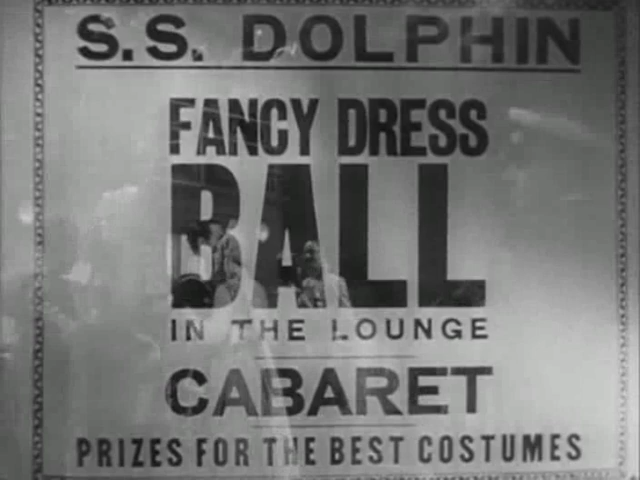 S.S. DOLPHIN
FANCY DRESS
BALL
IN THE LOUNGE
CABARET
PRIZES FOR THE BEST COSTUMES